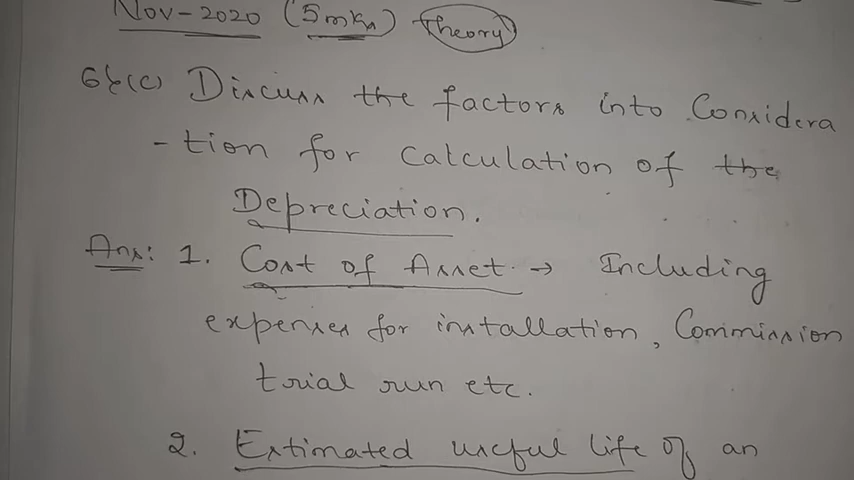 Nov-2020 (5mks) Theory
6(c) Discuss the factors into Considera
-tion for calculation of the
Depreciation.
Ans: 1. Cost of Asset → Including
expenses for installation, Commission
trial run etc.
2. Estimated useful life of an